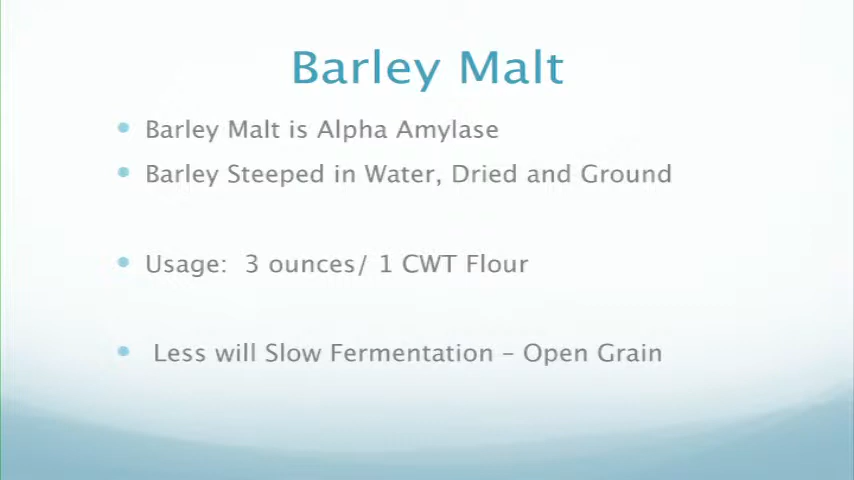 Barley Malt
Barley Malt is Alpha Amylase
Barley Steeped in Water, Dried and Ground
Usage: 3 ounces/ 1 CWT Flour
Less will Slow Fermentation – Open Grain